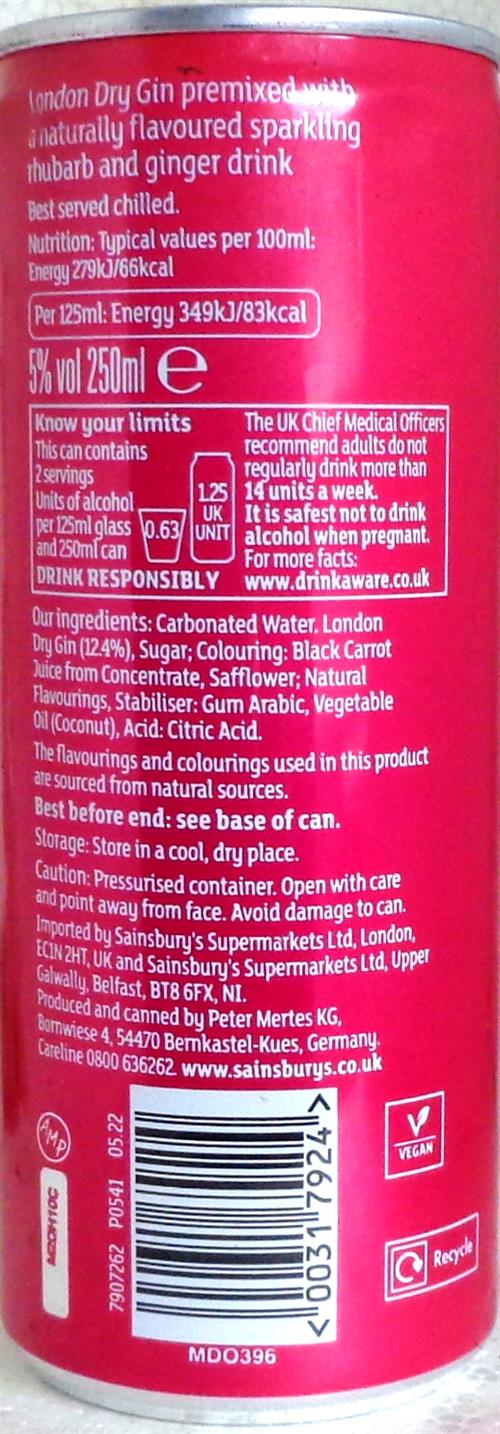 London Dry Gin premixed with
a naturally flavoured sparkling
rhubarb and ginger drink
Best served chilled.
Nutrition: Typical values per 100ml:
Energy 279kJ/66kcal
Per 125ml: Energy 349kJ/83kcal
5% vol 250ml e
Know your limits
This can contains
2 servings
Units of alcohol
per 125ml glass
and 250ml can
0.63
1.25
UK
UNIT
DRINK RESPONSIBLY
The UK Chief Medical Officers
recommend adults do not
regularly drink more than
14 units a week.
It is safest not to drink
alcohol when pregnant.
For more facts:
www.drinkaware.co.uk
Our ingredients: Carbonated Water, London
Dry Gin (12.4%), Sugar; Colouring: Black Carrot
Juice from Concentrate, Safflower; Natural
Flavourings, Stabiliser: Gum Arabic, Vegetable
Oil (Coconut), Acid: Citric Acid.
The flavourings and colourings used in this product
are sourced from natural sources.
Best before end: see base of can.
Storage: Store in a cool, dry place.
Caution: Pressurised container. Open with care
and point away from face. Avoid damage to can.
Imported by Sainsbury's Supermarkets Ltd, London,
EC1N 2HT, UK and Sainsbury's Supermarkets Ltd, Upper
Galwally, Belfast, BT8 6FX, NI.
Produced and canned by Peter Mertes KG,
Bornwiese 4, 54470 Bernkastel-Kues, Germany.
Careline 0800 636262. www.sainsburys.co.uk
AMP
7907262 P0541 05.22
<0031 7924>
MDO396
VEGAN
Recycle